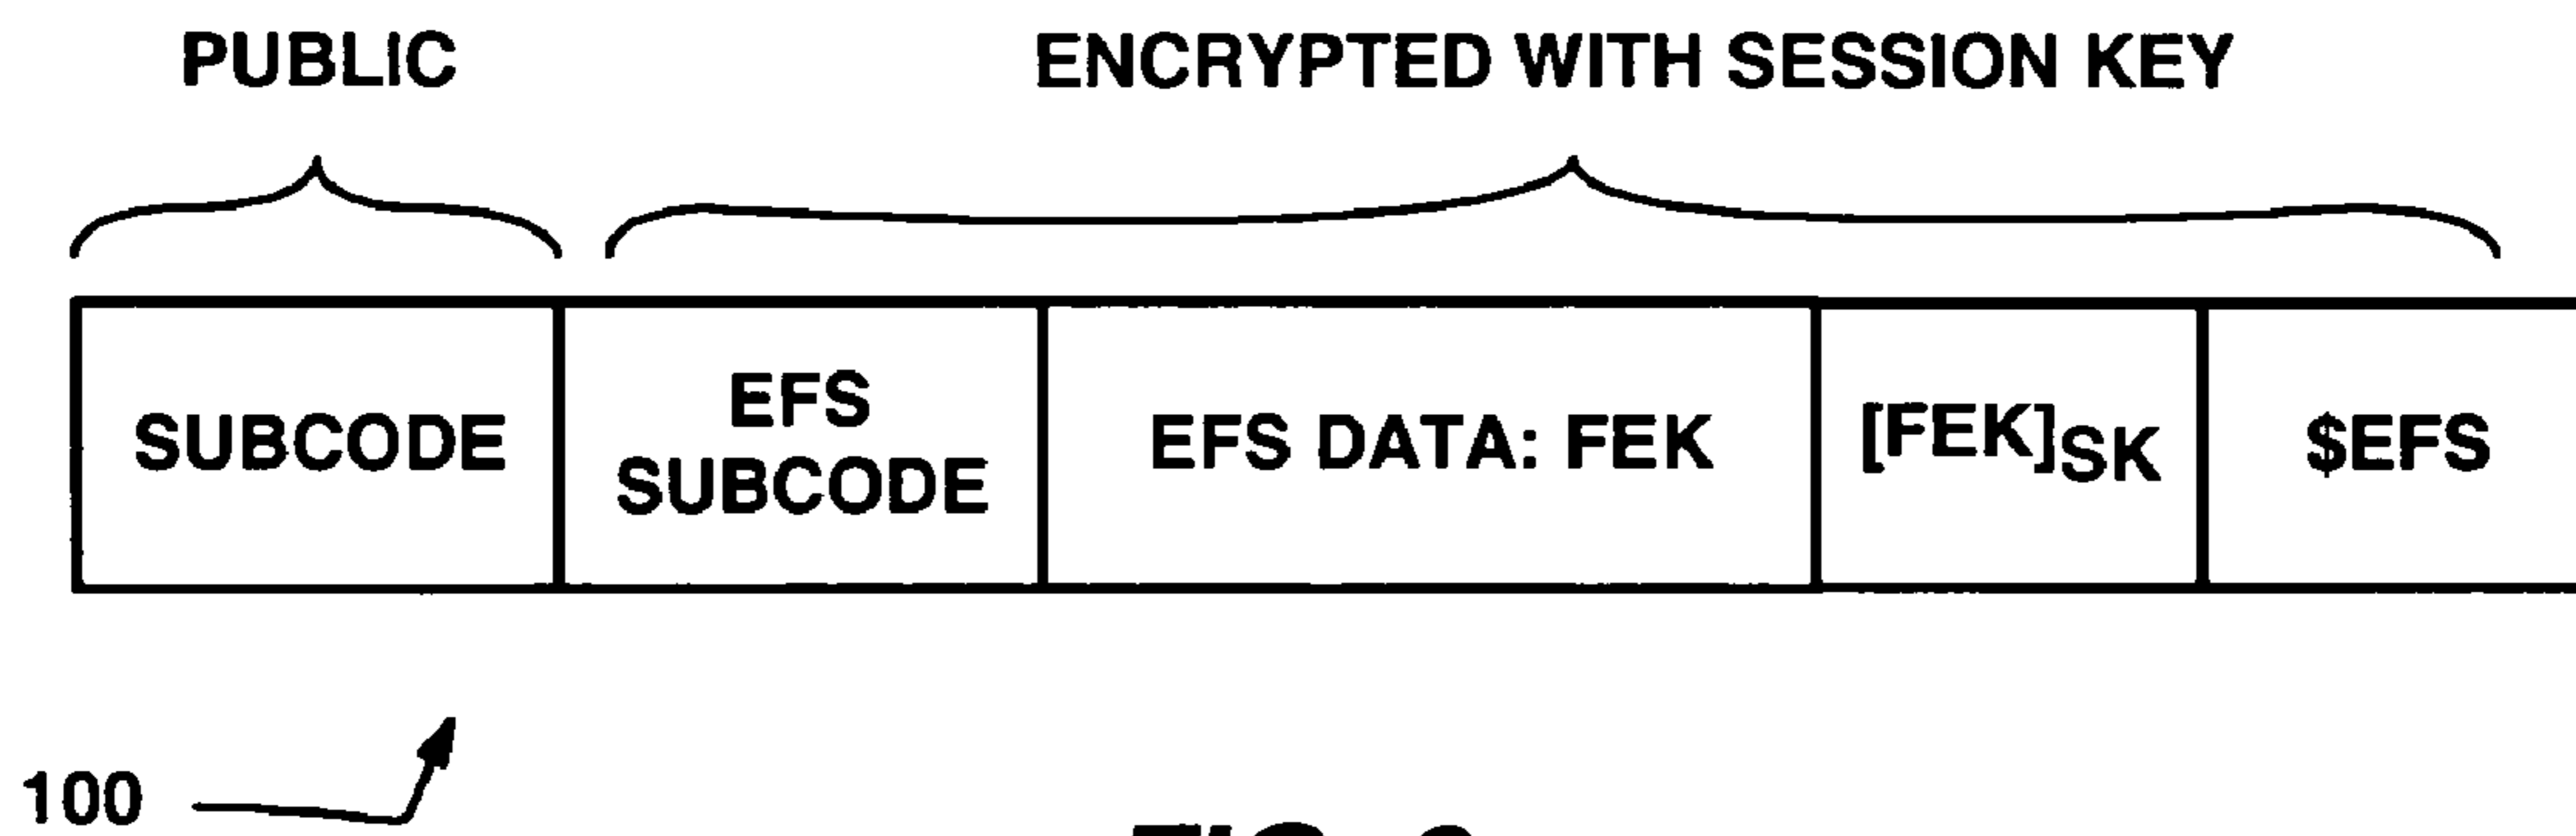 PUBLIC
ENCRYPTED WITH SESSION KEY
SUBCODE
EFS
SUBCODE
EFS DATA: FEK
[FEK]SK
$EFS
100